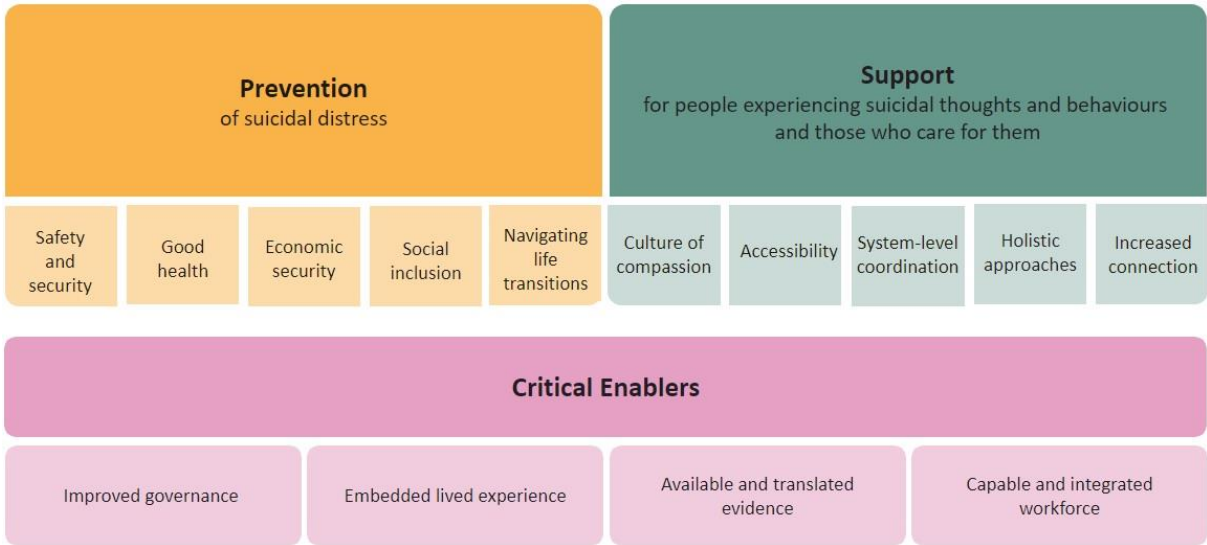 Prevention
of suicidal distress
Support
for people experiencing suicidal thoughts and behaviours
and those who care for them
Safety
and
security
Good
health
Economic
security
Social
inclusion
Navigating
life
transitions
Culture of
compassion
Accessibility
System-level
coordination
Holistic
approaches
Increased
connection
Critical Enablers
Improved governance
Embedded lived experience
Available and translated
evidence
Capable and integrated
workforce